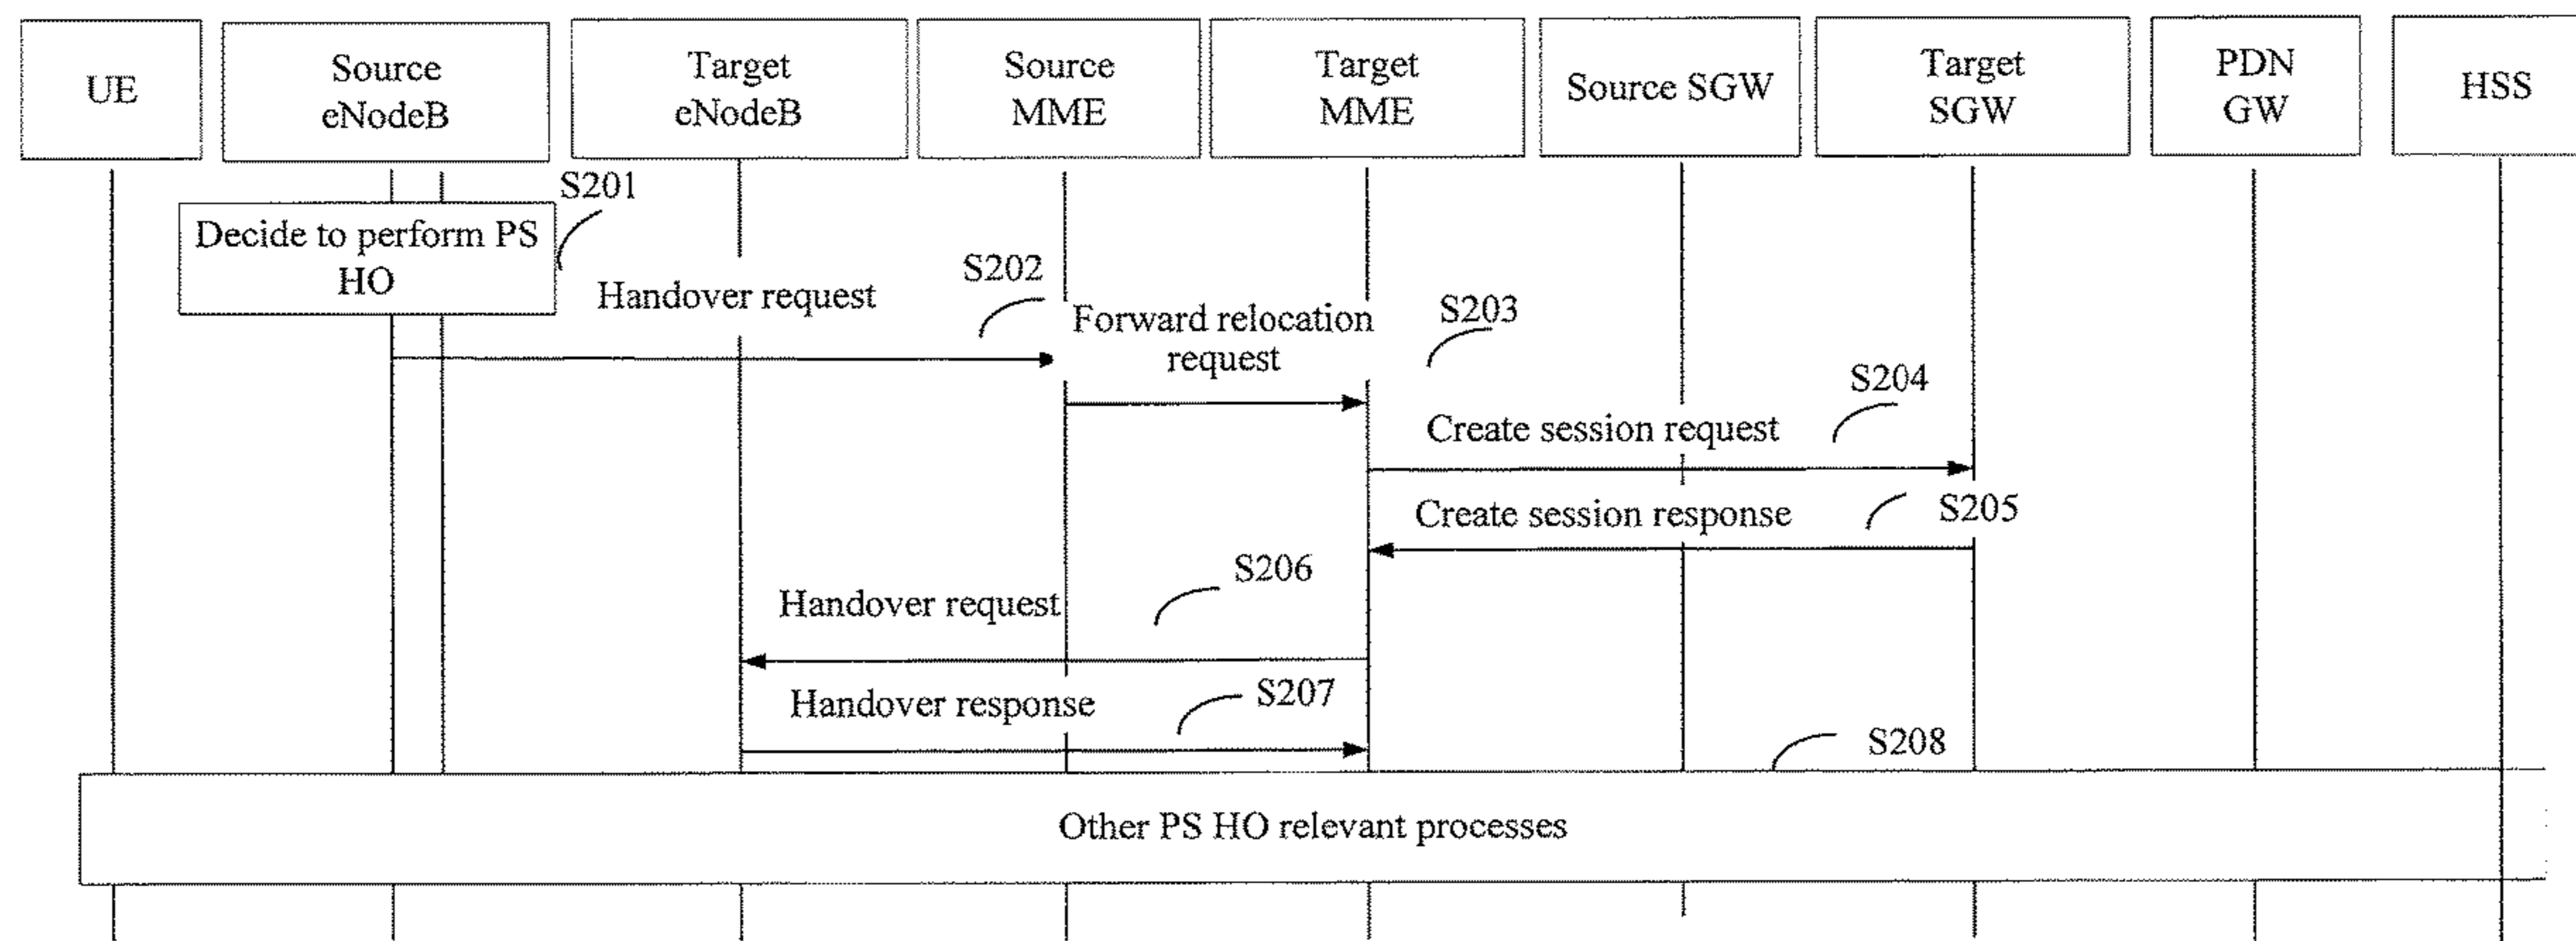 UE
Source
eNodeB
Target
eNodeB
Source
MME
Target
MME
Source SGW
Target
SGW
PDN
GW
HSS
S201
Decide to perform PS
HO
S202
Handover request
S203
Forward relocation
request
S204
Create session request
S205
Create session response
S206
Handover request
S207
Handover response
S208
Other PS HO relevant processes